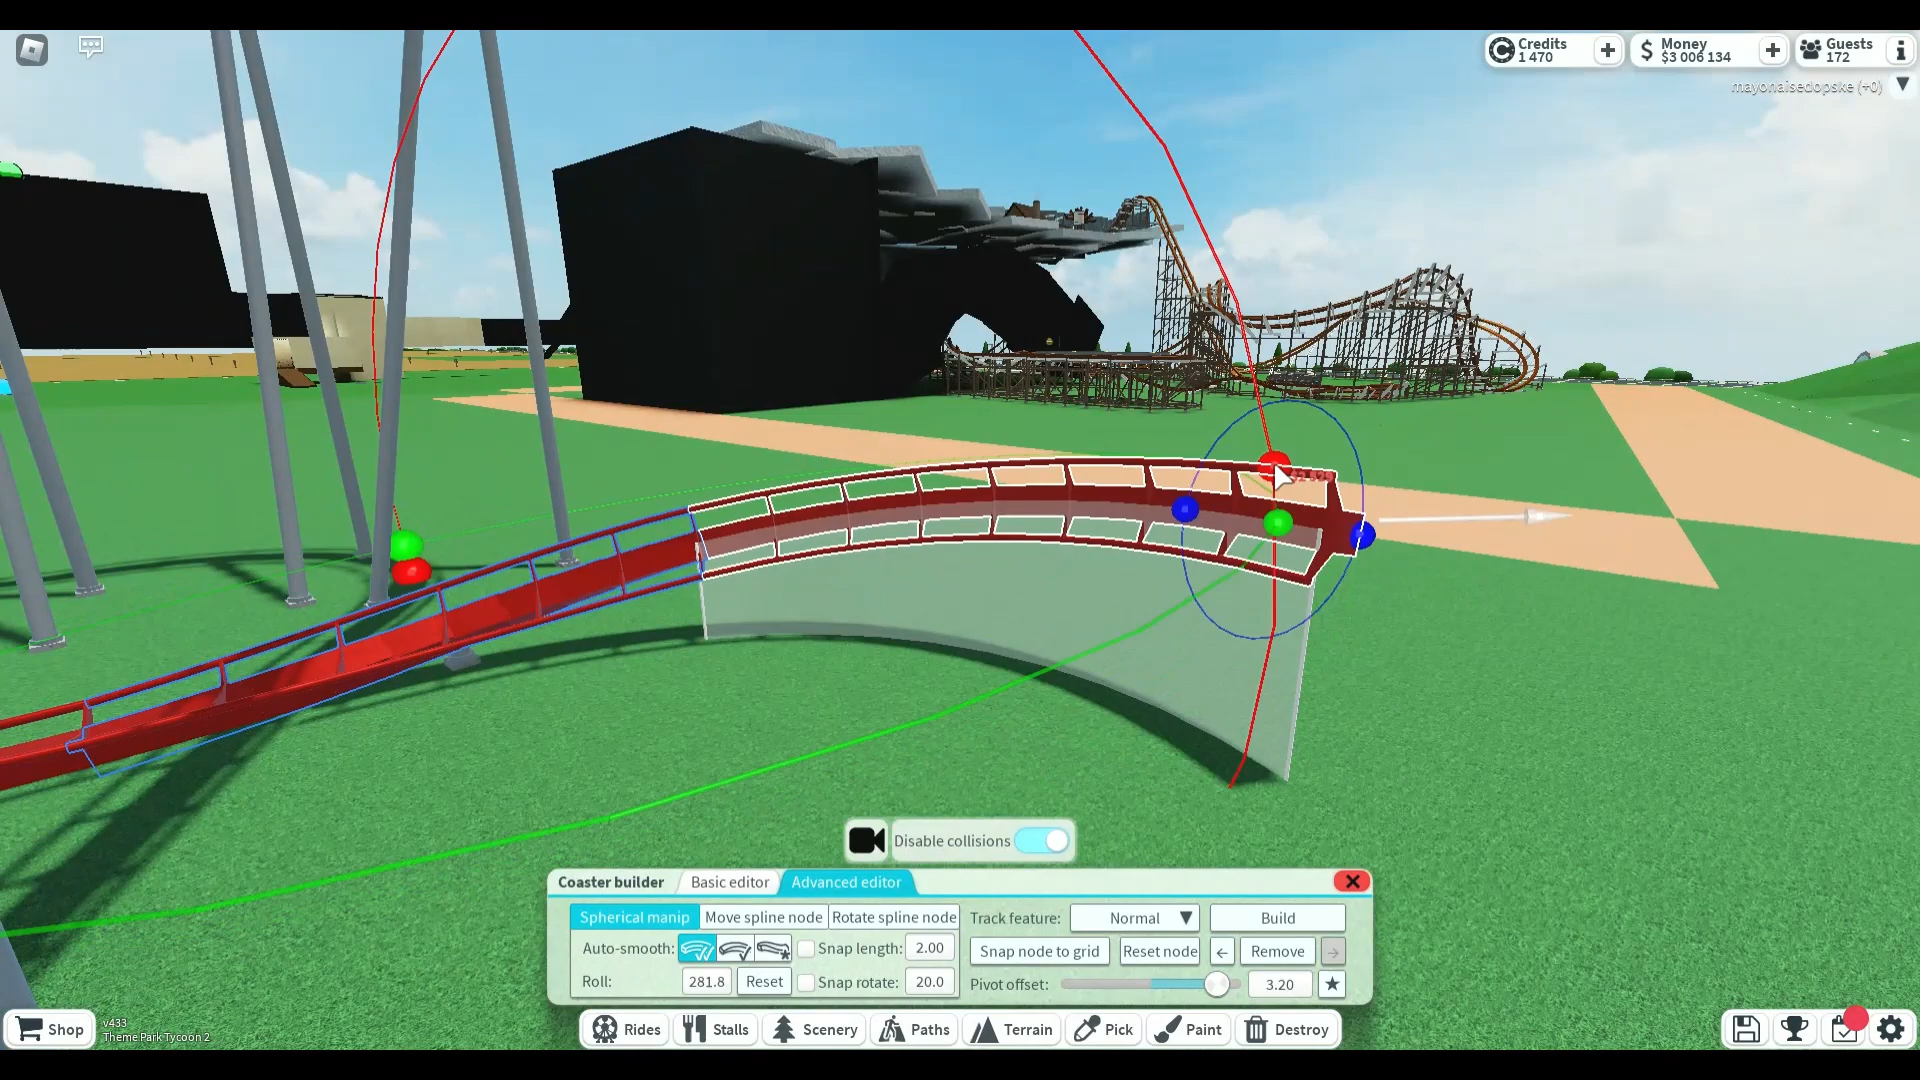 Credits
1 470
Money
$3 006 134
Guests
172
mayonaisedopske (+0)
Disable collisions
Coaster builder
Basic editor
Advanced editor
Spherical manip
Move spline node
Rotate spline node
Auto-smooth:
Snap length:
2.00
Roll:
281.8
Reset
Snap rotate:
20.0
Track feature:
Normal
Build
Snap node to grid
Reset node
Remove
Pivot offset:
3.20
Shop
v433
Theme Park Tycoon 2
Rides
Stalls
Scenery
Paths
Terrain
Pick
Paint
Destroy